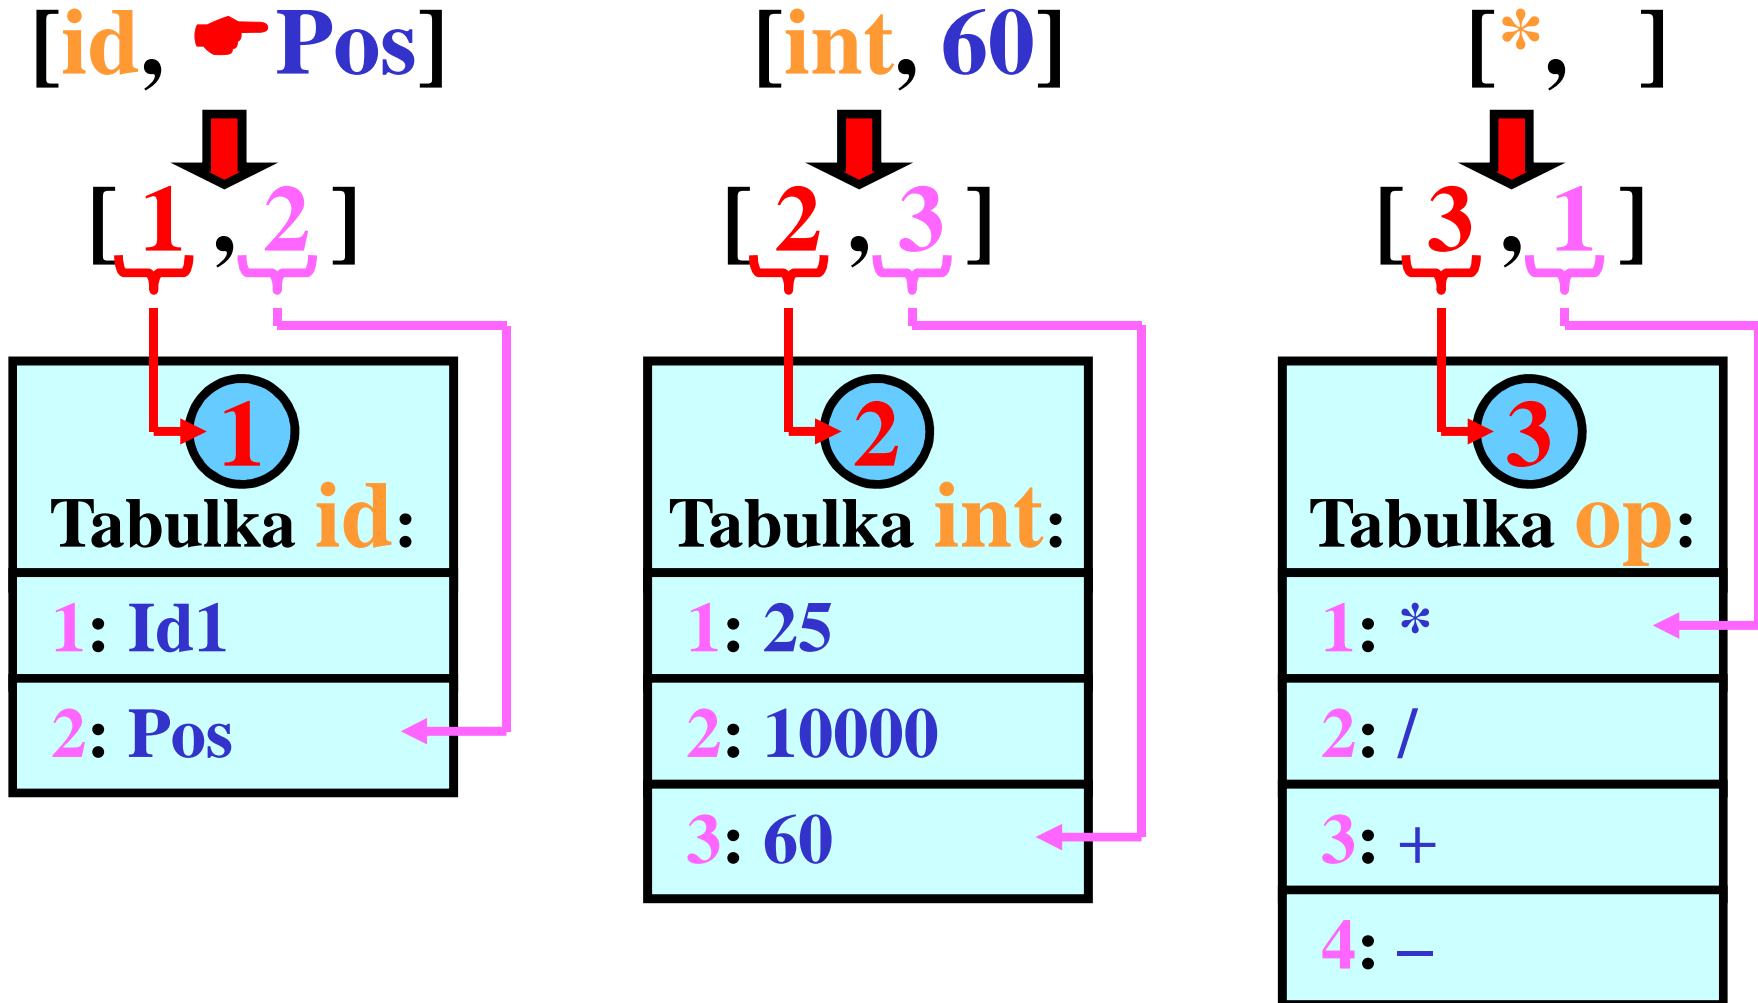 [id, ☛Pos]
[int, 60]
[*, ]
[1, 2]
[2, 3]
[3, 1]
1
Tabulka id:
1: Id1
2: Pos
2
Tabulka int:
1: 25
2: 10000
3: 60
3
Tabulka op:
1: *
2: /
3: +
4: –